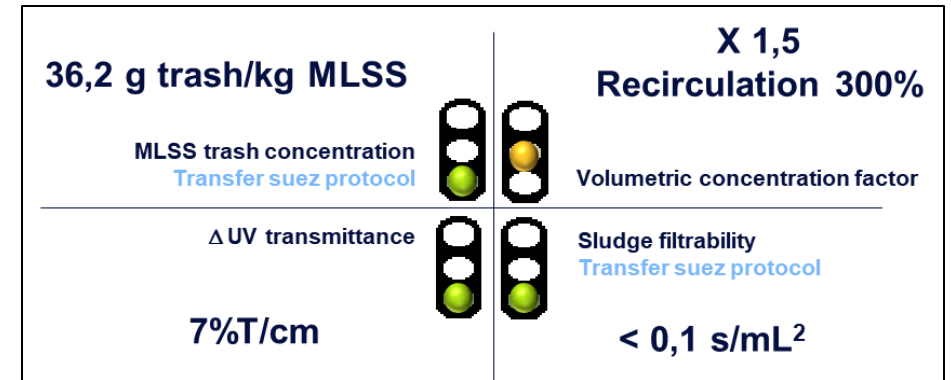 36,2 g trash/kg MLSS
MLSS trash concentration
Transfer suez protocol
X 1,5
Recirculation 300%
Volumetric concentration factor
Δ UV transmittance
7%T/cm
Sludge filtrability
Transfer suez protocol
< 0,1 s/mL²